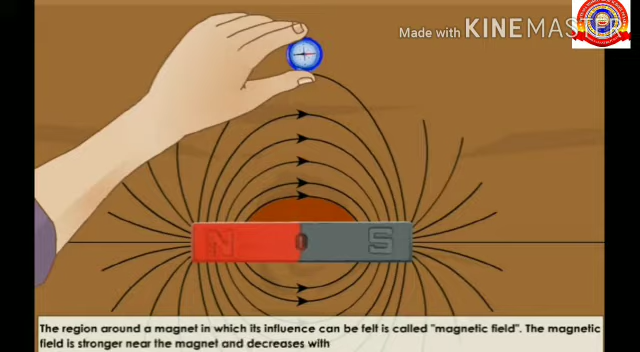 Made with KINEMASTER
N
S
The region around a magnet in which its influence can be felt is called "magnetic field". The magnetic
field is stronger near the magnet and decreases with